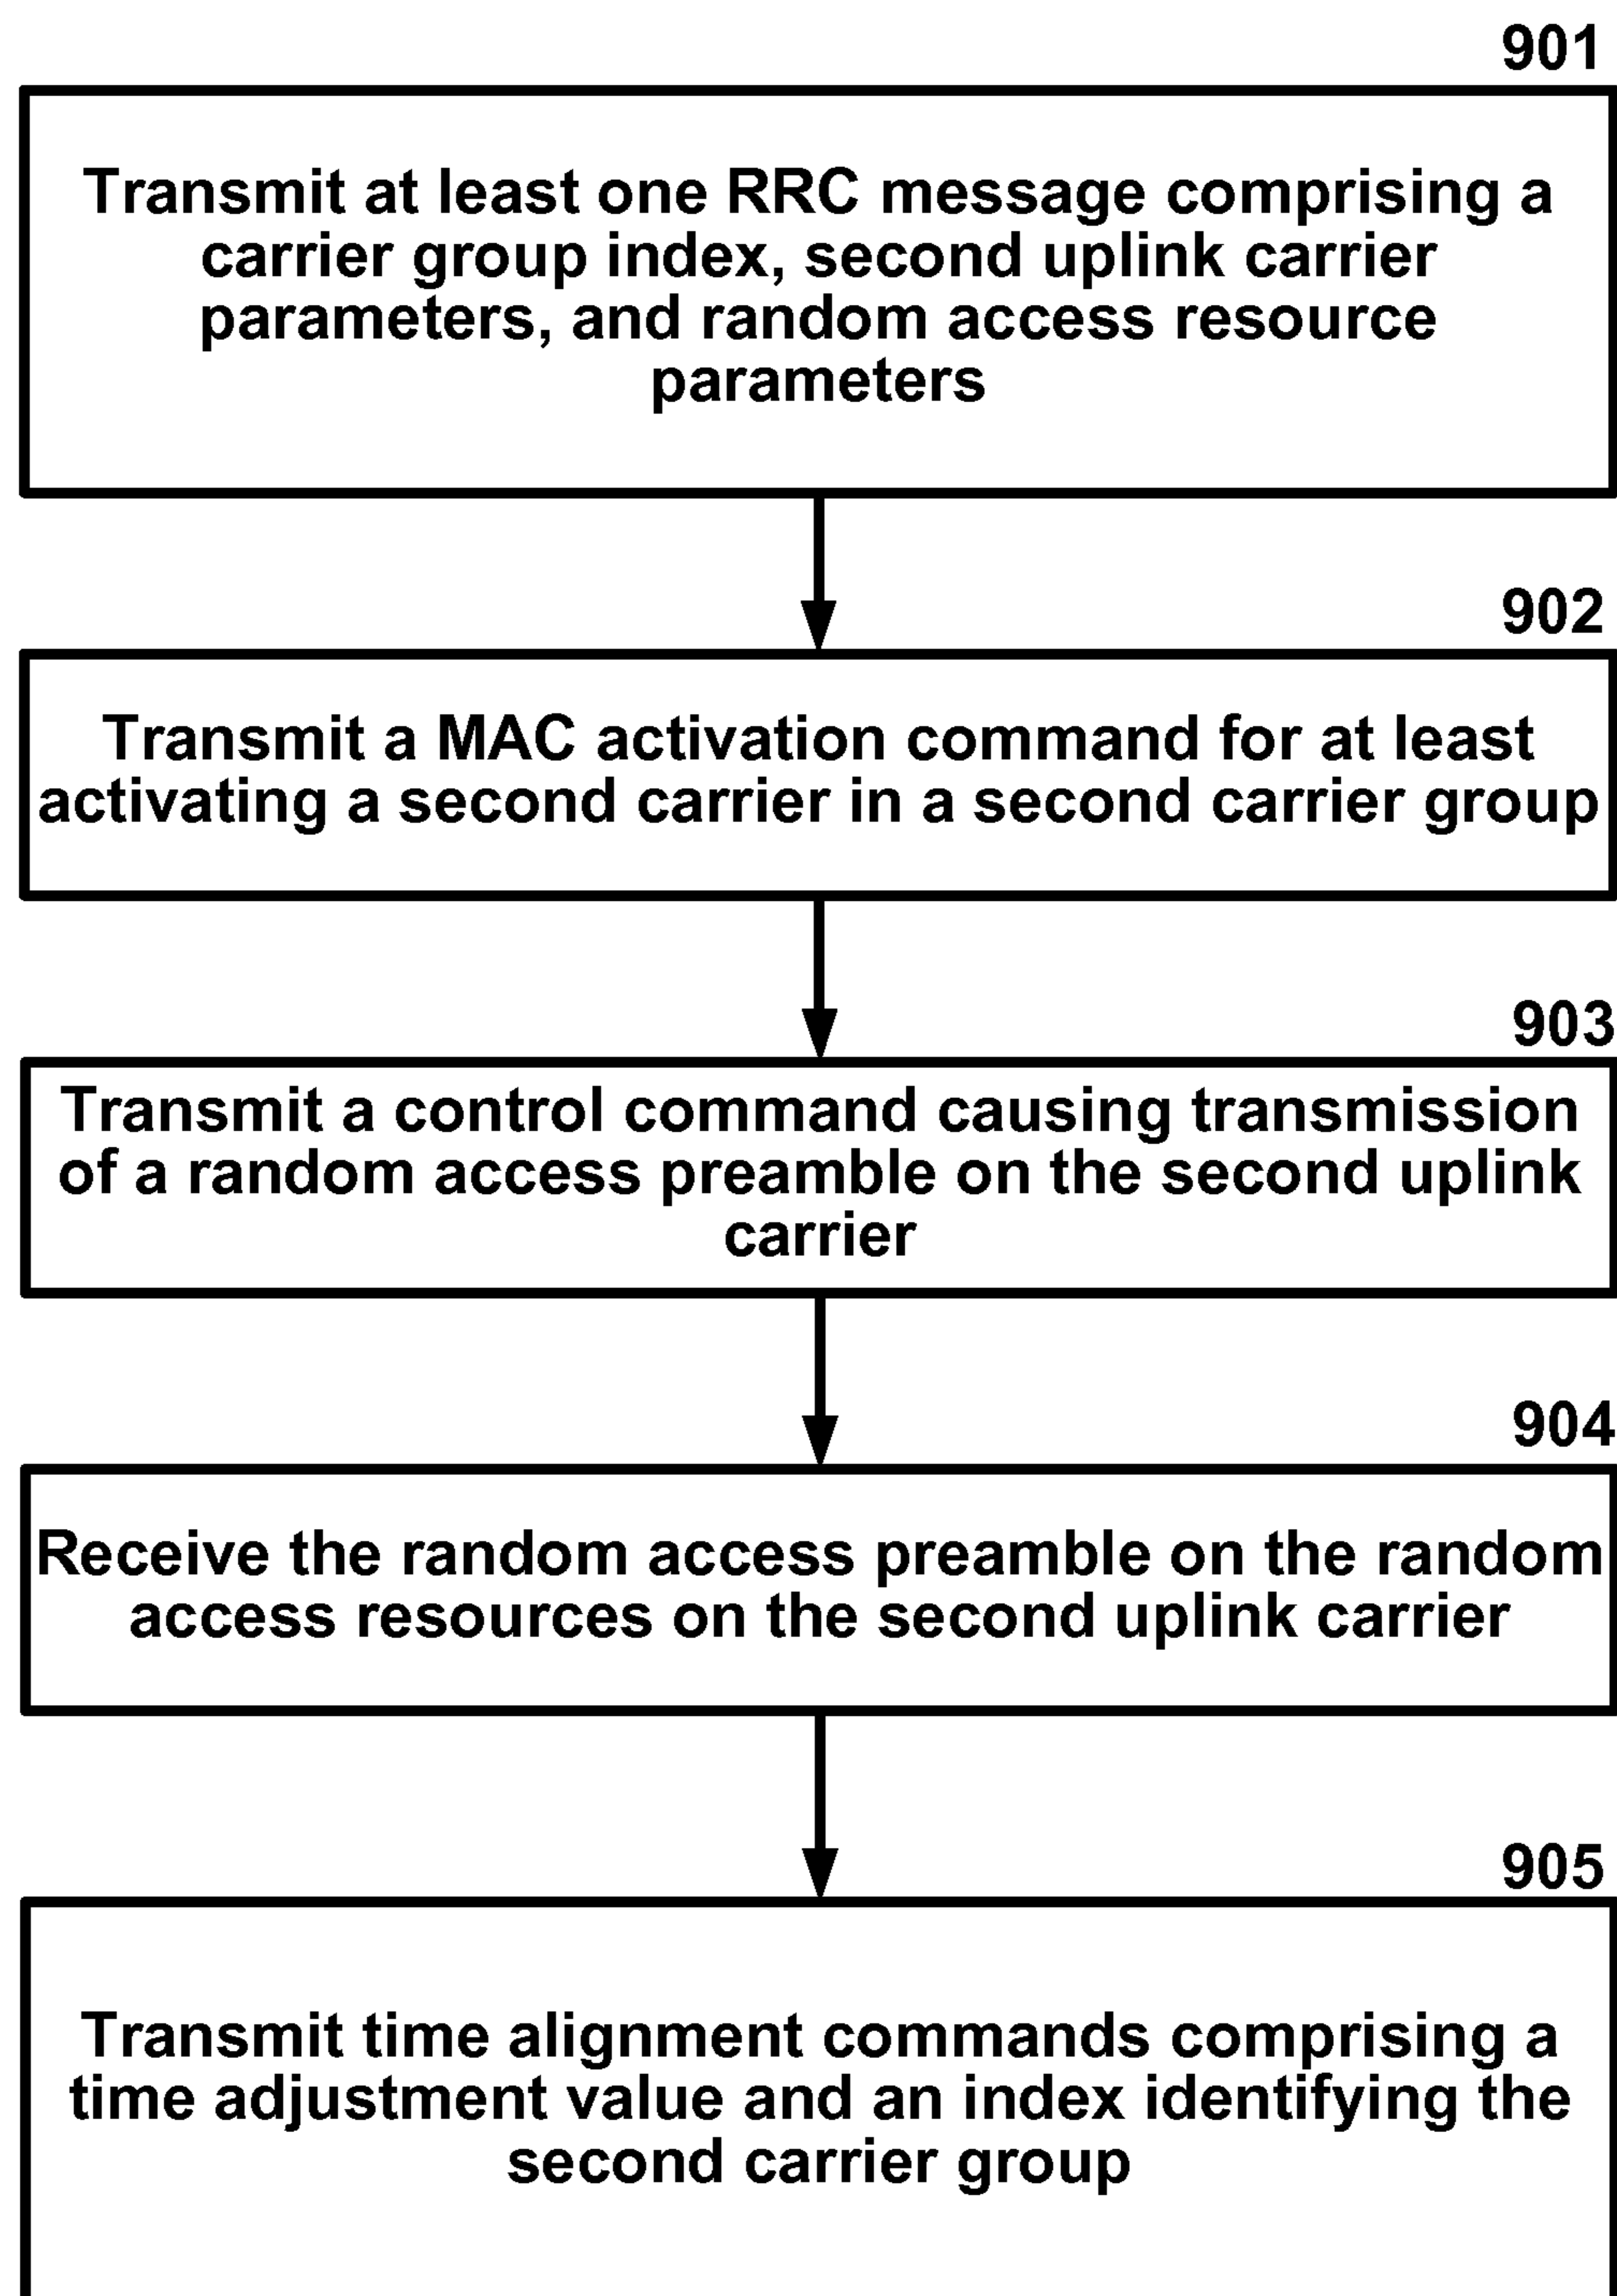 901
Transmit at least one RRC message comprising a
carrier group index, second uplink carrier
parameters, and random access resource
parameters
902
Transmit a MAC activation command for at least
activating a second carrier in a second carrier group
903
Transmit a control command causing transmission
of a random access preamble on the second uplink
carrier
904
Receive the random access preamble on the random
access resources on the second uplink carrier
905
Transmit time alignment commands comprising a
time adjustment value and an index identifying the
second carrier group